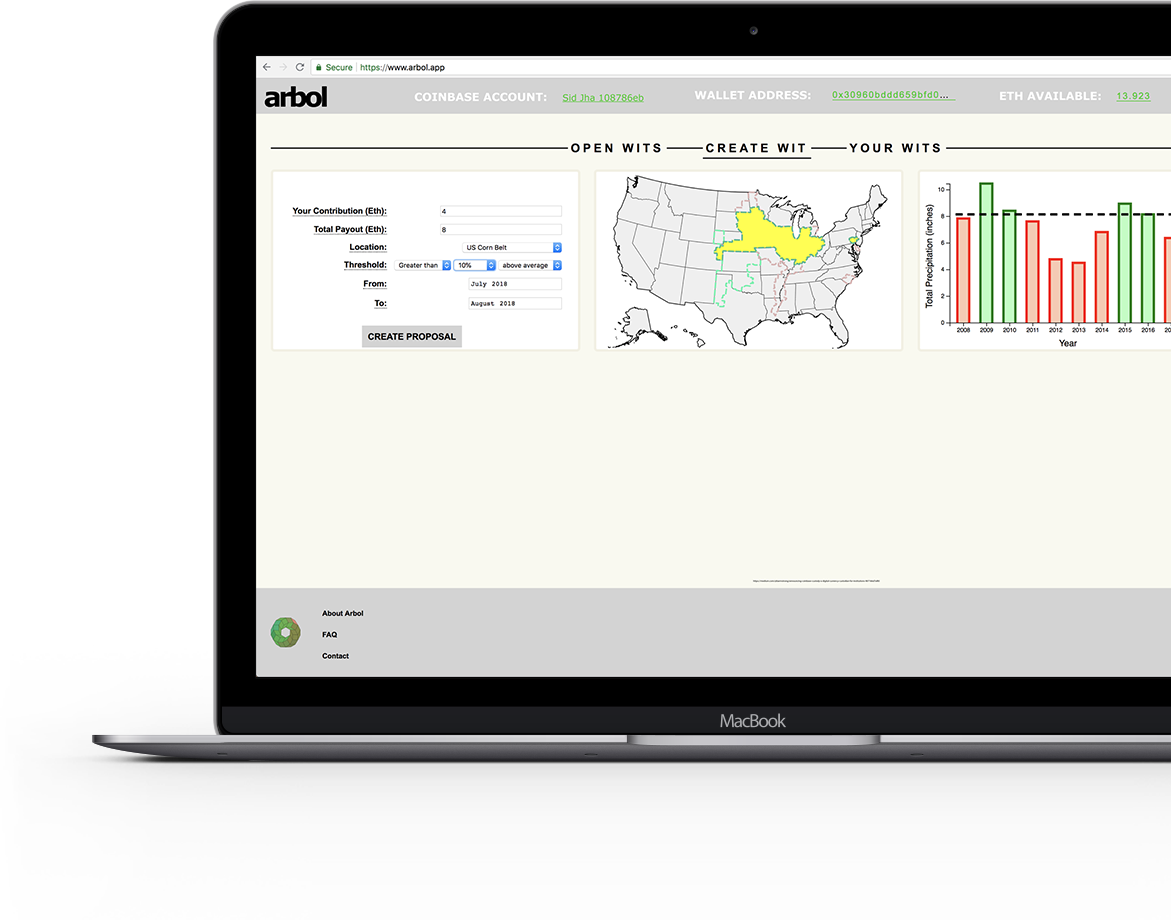 Secure https://www.arbol.app
arbol COINBASE ACCOUNT: Sid Jha 108786eb WALLET ADDRESS: 0x30960bddd659bfd0... ETH AVAILABLE: 13.923
OPEN WITS CREATE WIT YOUR WITS
Your Contribution (Eth): 4
Total Payout (Eth): 8
Location: US Corn Belt
Threshold: Greater than 10% above average
From: July 2018
To: August 2018
CREATE PROPOSAL
Total Precipitation (inches)
10
8
6
4
2
0
2008 2009 2010 2011 2012 2013 2014 2015 2016 20
Year
About Arbol
FAQ
Contact
MacBook